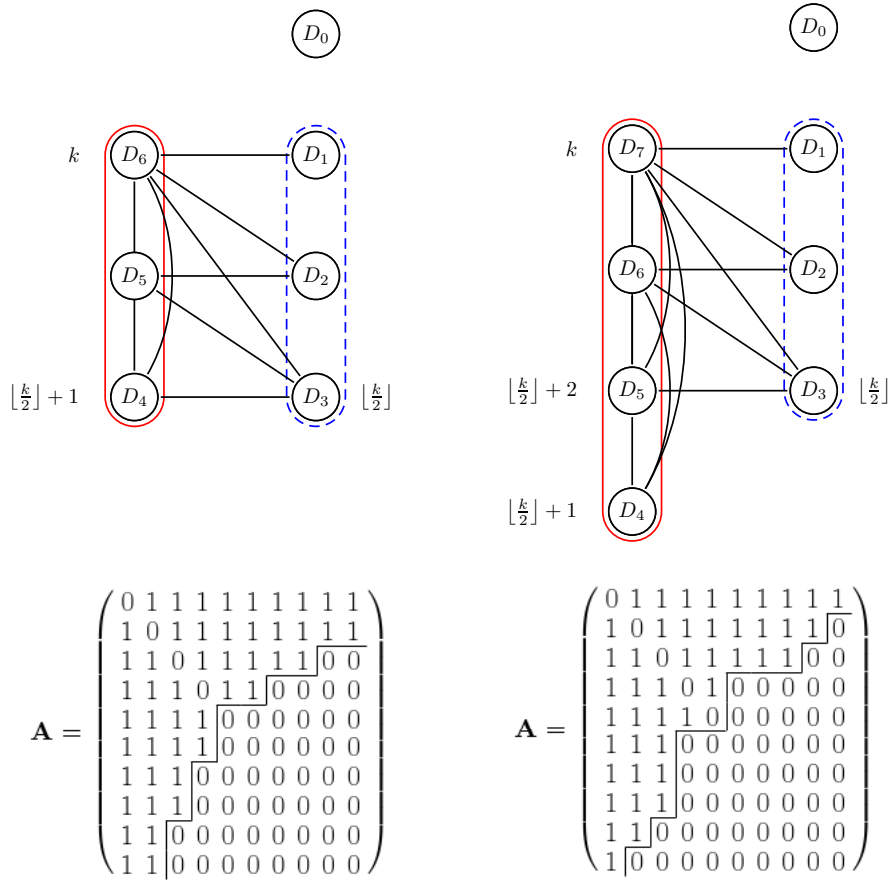 D₀
k D₆ D₁
D₅ D₂
⌊k/2⌋ + 1 D₄ D₃ ⌊k/2⌋
D₀
k D₇ D₁
D₆ D₂
⌊k/2⌋ + 2 D₅ D₃ ⌊k/2⌋
⌊k/2⌋ + 1 D₄
A =
0 1 1 1 1 1 1 1 1 1
1 0 1 1 1 1 1 1 1 1
1 1 0 1 1 1 1 1 0 0
1 1 1 0 1 1 0 0 0 0
1 1 1 1 0 0 0 0 0 0
1 1 1 1 0 0 0 0 0 0
1 1 1 0 0 0 0 0 0 0
1 1 1 0 0 0 0 0 0 0
1 1 0 0 0 0 0 0 0 0
1 1 0 0 0 0 0 0 0 0
A =
0 1 1 1 1 1 1 1 1 1
1 0 1 1 1 1 1 1 1 0
1 1 0 1 1 1 1 1 0 0
1 1 1 0 1 0 0 0 0 0
1 1 1 1 0 0 0 0 0 0
1 1 1 0 0 0 0 0 0 0
1 1 1 0 0 0 0 0 0 0
1 1 1 0 0 0 0 0 0 0
1 1 0 0 0 0 0 0 0 0
1 0 0 0 0 0 0 0 0 0